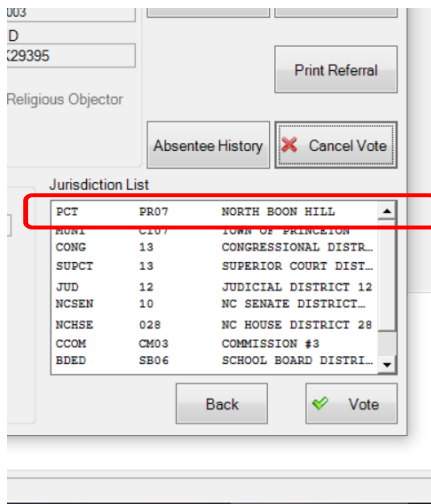 003
D
29395
Print Referral
Religious Objector
Absentee History
Cancel Vote
Jurisdiction List
PCT PR07 NORTH BOON HILL
MUNI CI07 TOWN OF PRINCETON
CONG 13 CONGRESSIONAL DISTR...
SUPCT 13 SUPERIOR COURT DIST...
JUD 12 JUDICIAL DISTRICT 12
NCSEN 10 NC SENATE DISTRICT...
NCHSE 028 NC HOUSE DISTRICT 28
CCOM CM03 COMMISSION #3
BDED SB06 SCHOOL BOARD DISTRI...
Back
Vote